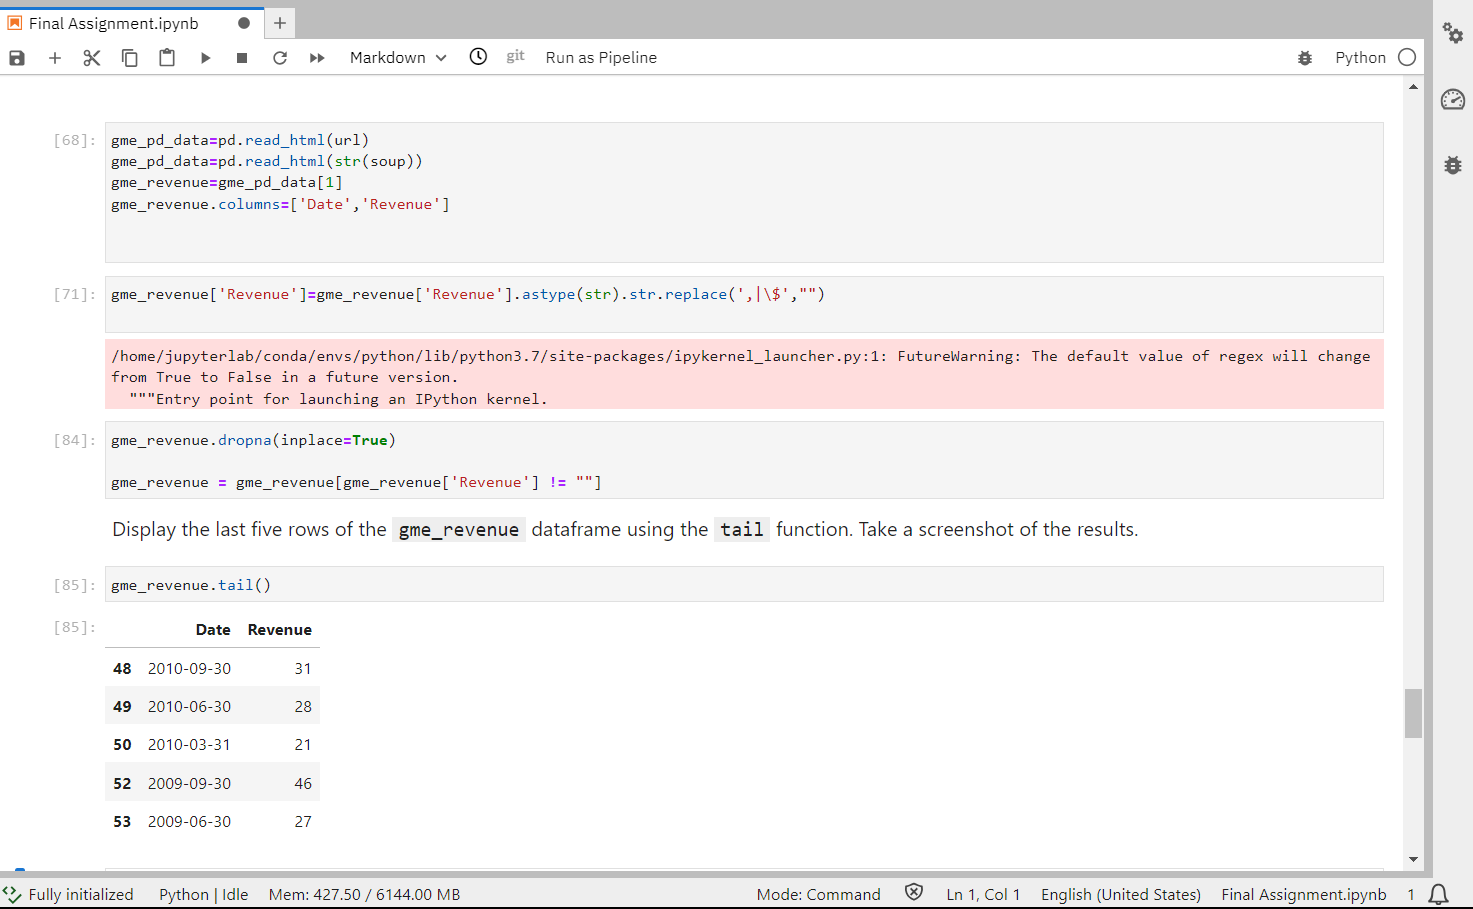 Final Assignment.ipynb
Markdown
git
Run as Pipeline
Python
[68]:
gme_pd_data=pd.read_html(url)
gme_pd_data=pd.read_html(str(soup))
gme_revenue=gme_pd_data[1]
gme_revenue.columns=['Date','Revenue']
[71]:
gme_revenue['Revenue']=gme_revenue['Revenue'].astype(str).str.replace(',|\$',"")
/home/jupyterlab/conda/envs/python/lib/python3.7/site-packages/ipykernel_launcher.py:1: FutureWarning: The default value of regex will change
from True to False in a future version.
"""Entry point for launching an IPython kernel.
[84]:
gme_revenue.dropna(inplace=True)
gme_revenue = gme_revenue[gme_revenue['Revenue'] != ""]
Display the last five rows of the gme_revenue dataframe using the tail function. Take a screenshot of the results.
[85]:
gme_revenue.tail()
[85]:
Date Revenue
48 2010-09-30 31
49 2010-06-30 28
50 2010-03-31 21
52 2009-09-30 46
53 2009-06-30 27
Fully initialized Python | Idle Mem: 427.50 / 6144.00 MB Mode: Command Ln 1, Col 1 English (United States) Final Assignment.ipynb 1